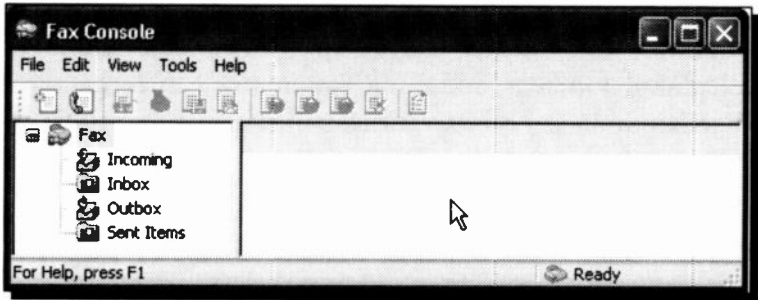 Fax Console
File Edit View Tools Help
Fax
Incoming
Inbox
Outbox
Sent Items
For Help, press F1
Ready